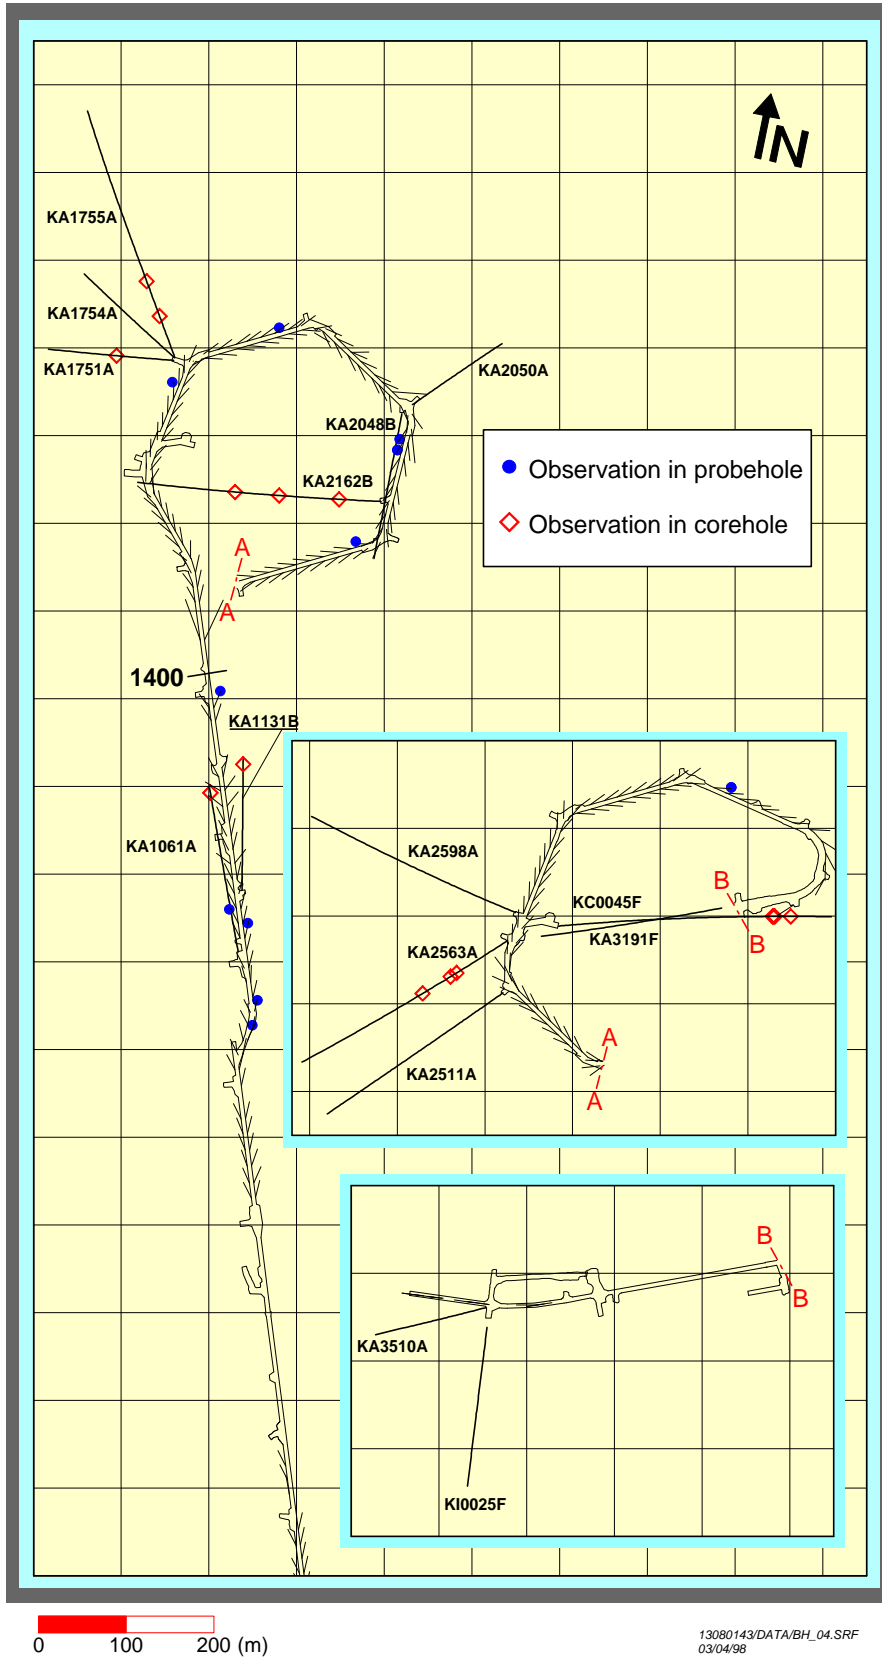 N
KA1755A
KA1754A
KA1751A
KA2050A
KA2048B
KA2162B
Observation in probehole
Observation in corehole
A
A
1400
KA1131B
KA1061A
KA2598A
KC0045F
B
KA3191F
B
KA2563A
A
KA2511A
A
B
B
KA3510A
KI0025F
0 100 200 (m)
13080143/DATA/BH_04.SRF
03/04/98